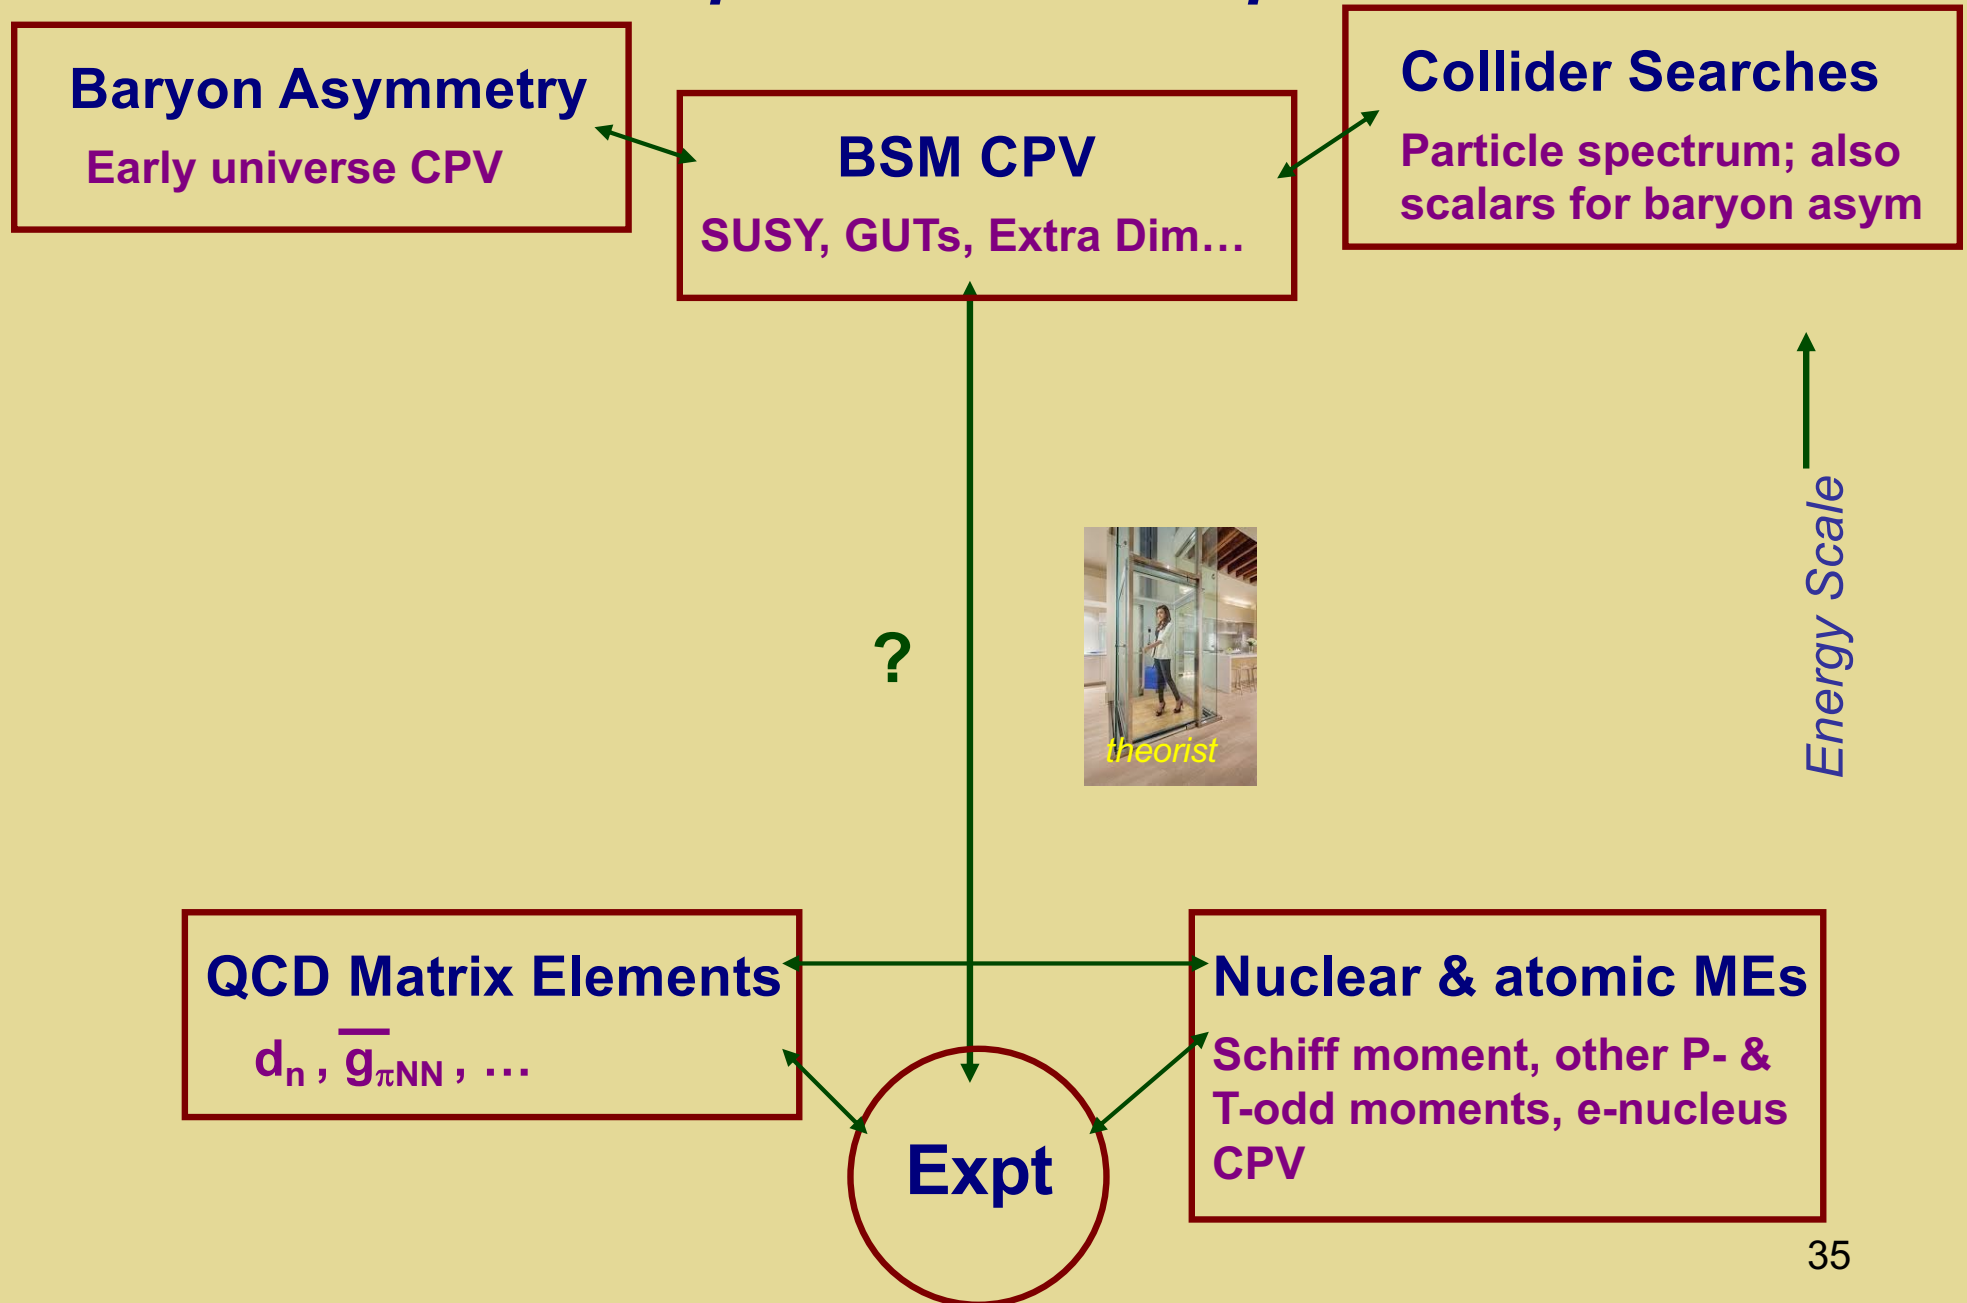 Baryon Asymmetry
Early universe CPV
BSM CPV
SUSY, GUTs, Extra Dim…
Collider Searches
Particle spectrum; also
scalars for baryon asym
Energy Scale
?
theorist
QCD Matrix Elements
dₙ , g̅πNN , …
Nuclear & atomic MEs
Schiff moment, other P- &
T-odd moments, e-nucleus
CPV
Expt
35